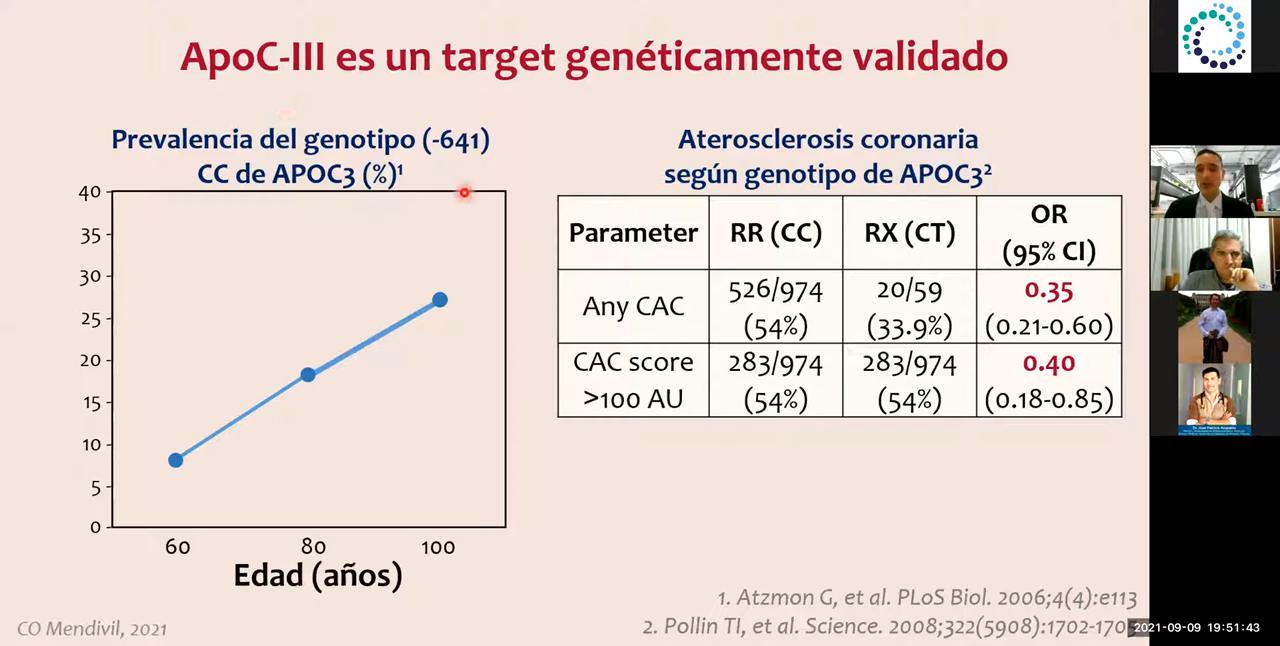 ApoC-III es un target genéticamente validado
Prevalencia del genotipo (-641)
CC de APOC3 (%)¹
40
35
30
25
20
15
10
5
0
60 80 100
Edad (años)
Aterosclerosis coronaria
según genotipo de APOC3²
Parameter RR (CC) RX (CT) OR (95% CI)
Any CAC 526/974 (54%) 20/59 (33.9%) 0.35 (0.21-0.60)
CAC score >100 AU 283/974 (54%) 283/974 (54%) 0.40 (0.18-0.85)
1. Atzmon G, et al. PLoS Biol. 2006;4(4):e113
2. Pollin TI, et al. Science. 2008;322(5908):1702-170
CO Mendivil, 2021
2021-09-09 19:51:43